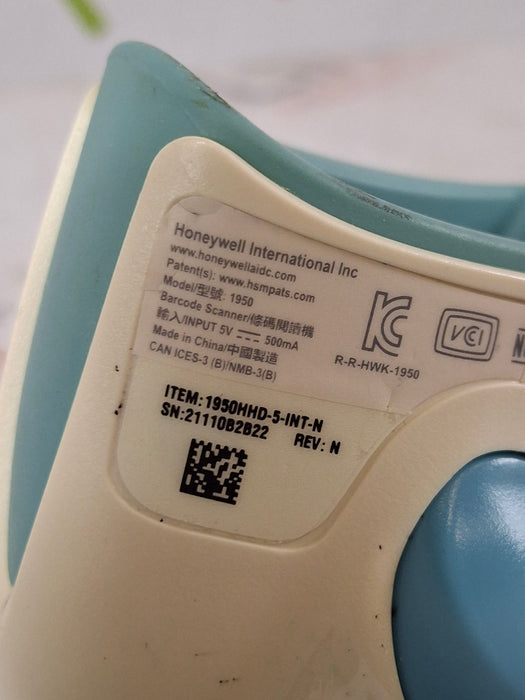 Honeywell International Inc
www.honeywellaidc.com
Patent(s): www.hsmpats.com
Model/型號: 1950
Barcode Scanner/條碼閱讀機
輸入/INPUT 5V 500mA
Made in China/中國製造
CAN ICES-3 (B)/NMB-3(B)
R-R-HWK-1950
VCI
ITEM:1950HHD-5-INT-N
SN:21110B2B22 REV: N